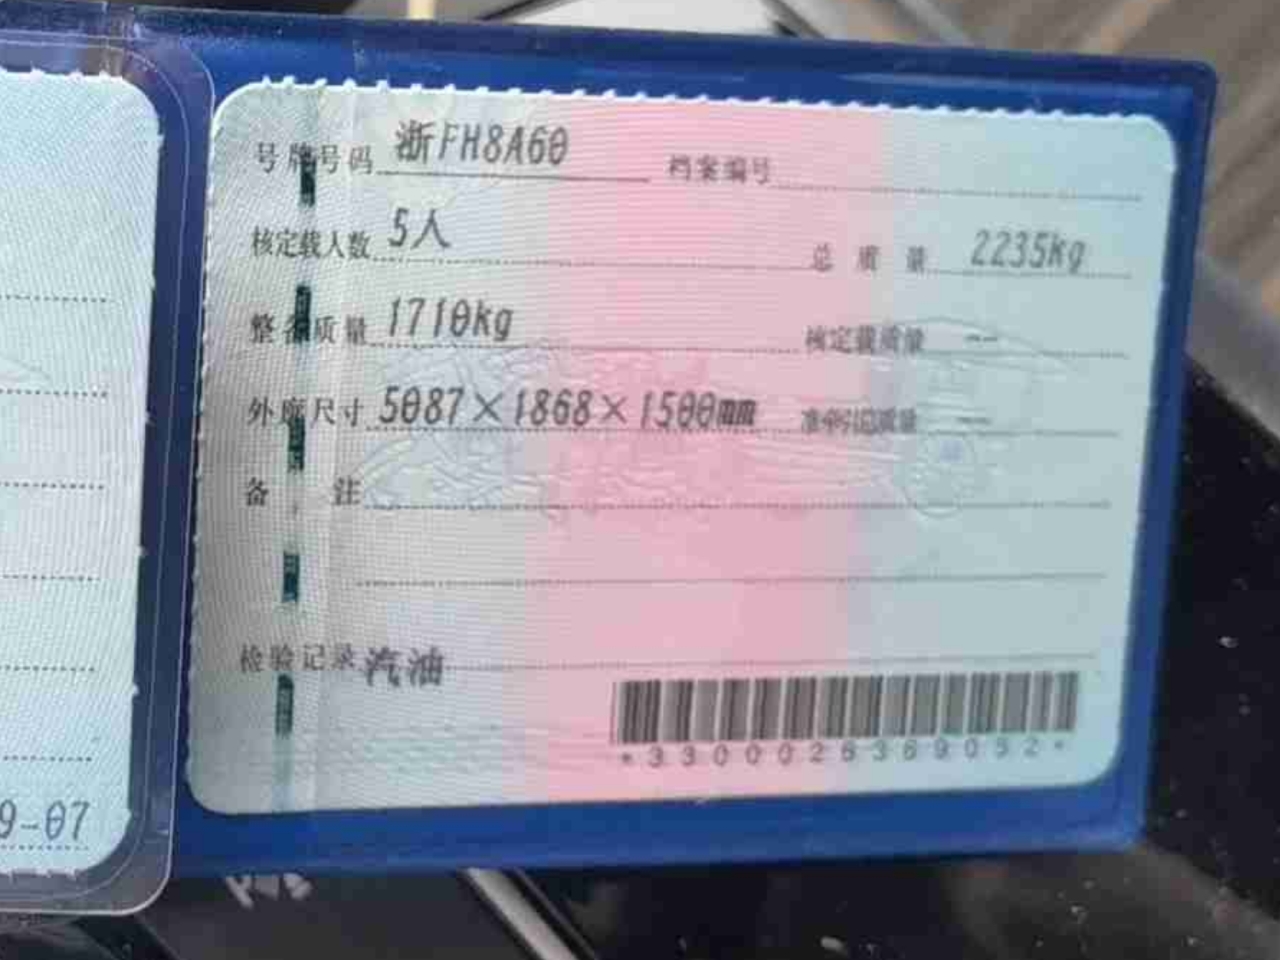 号牌号码 浙FH8A60 档案编号
核定载人数 5人 总质量 2235kg
整备质量 1710kg 核定载质量 --
外廓尺寸 5087×1868×1500mm 准牵引总质量 --
备注
检验记录 汽油
*3300026369052*
9-07